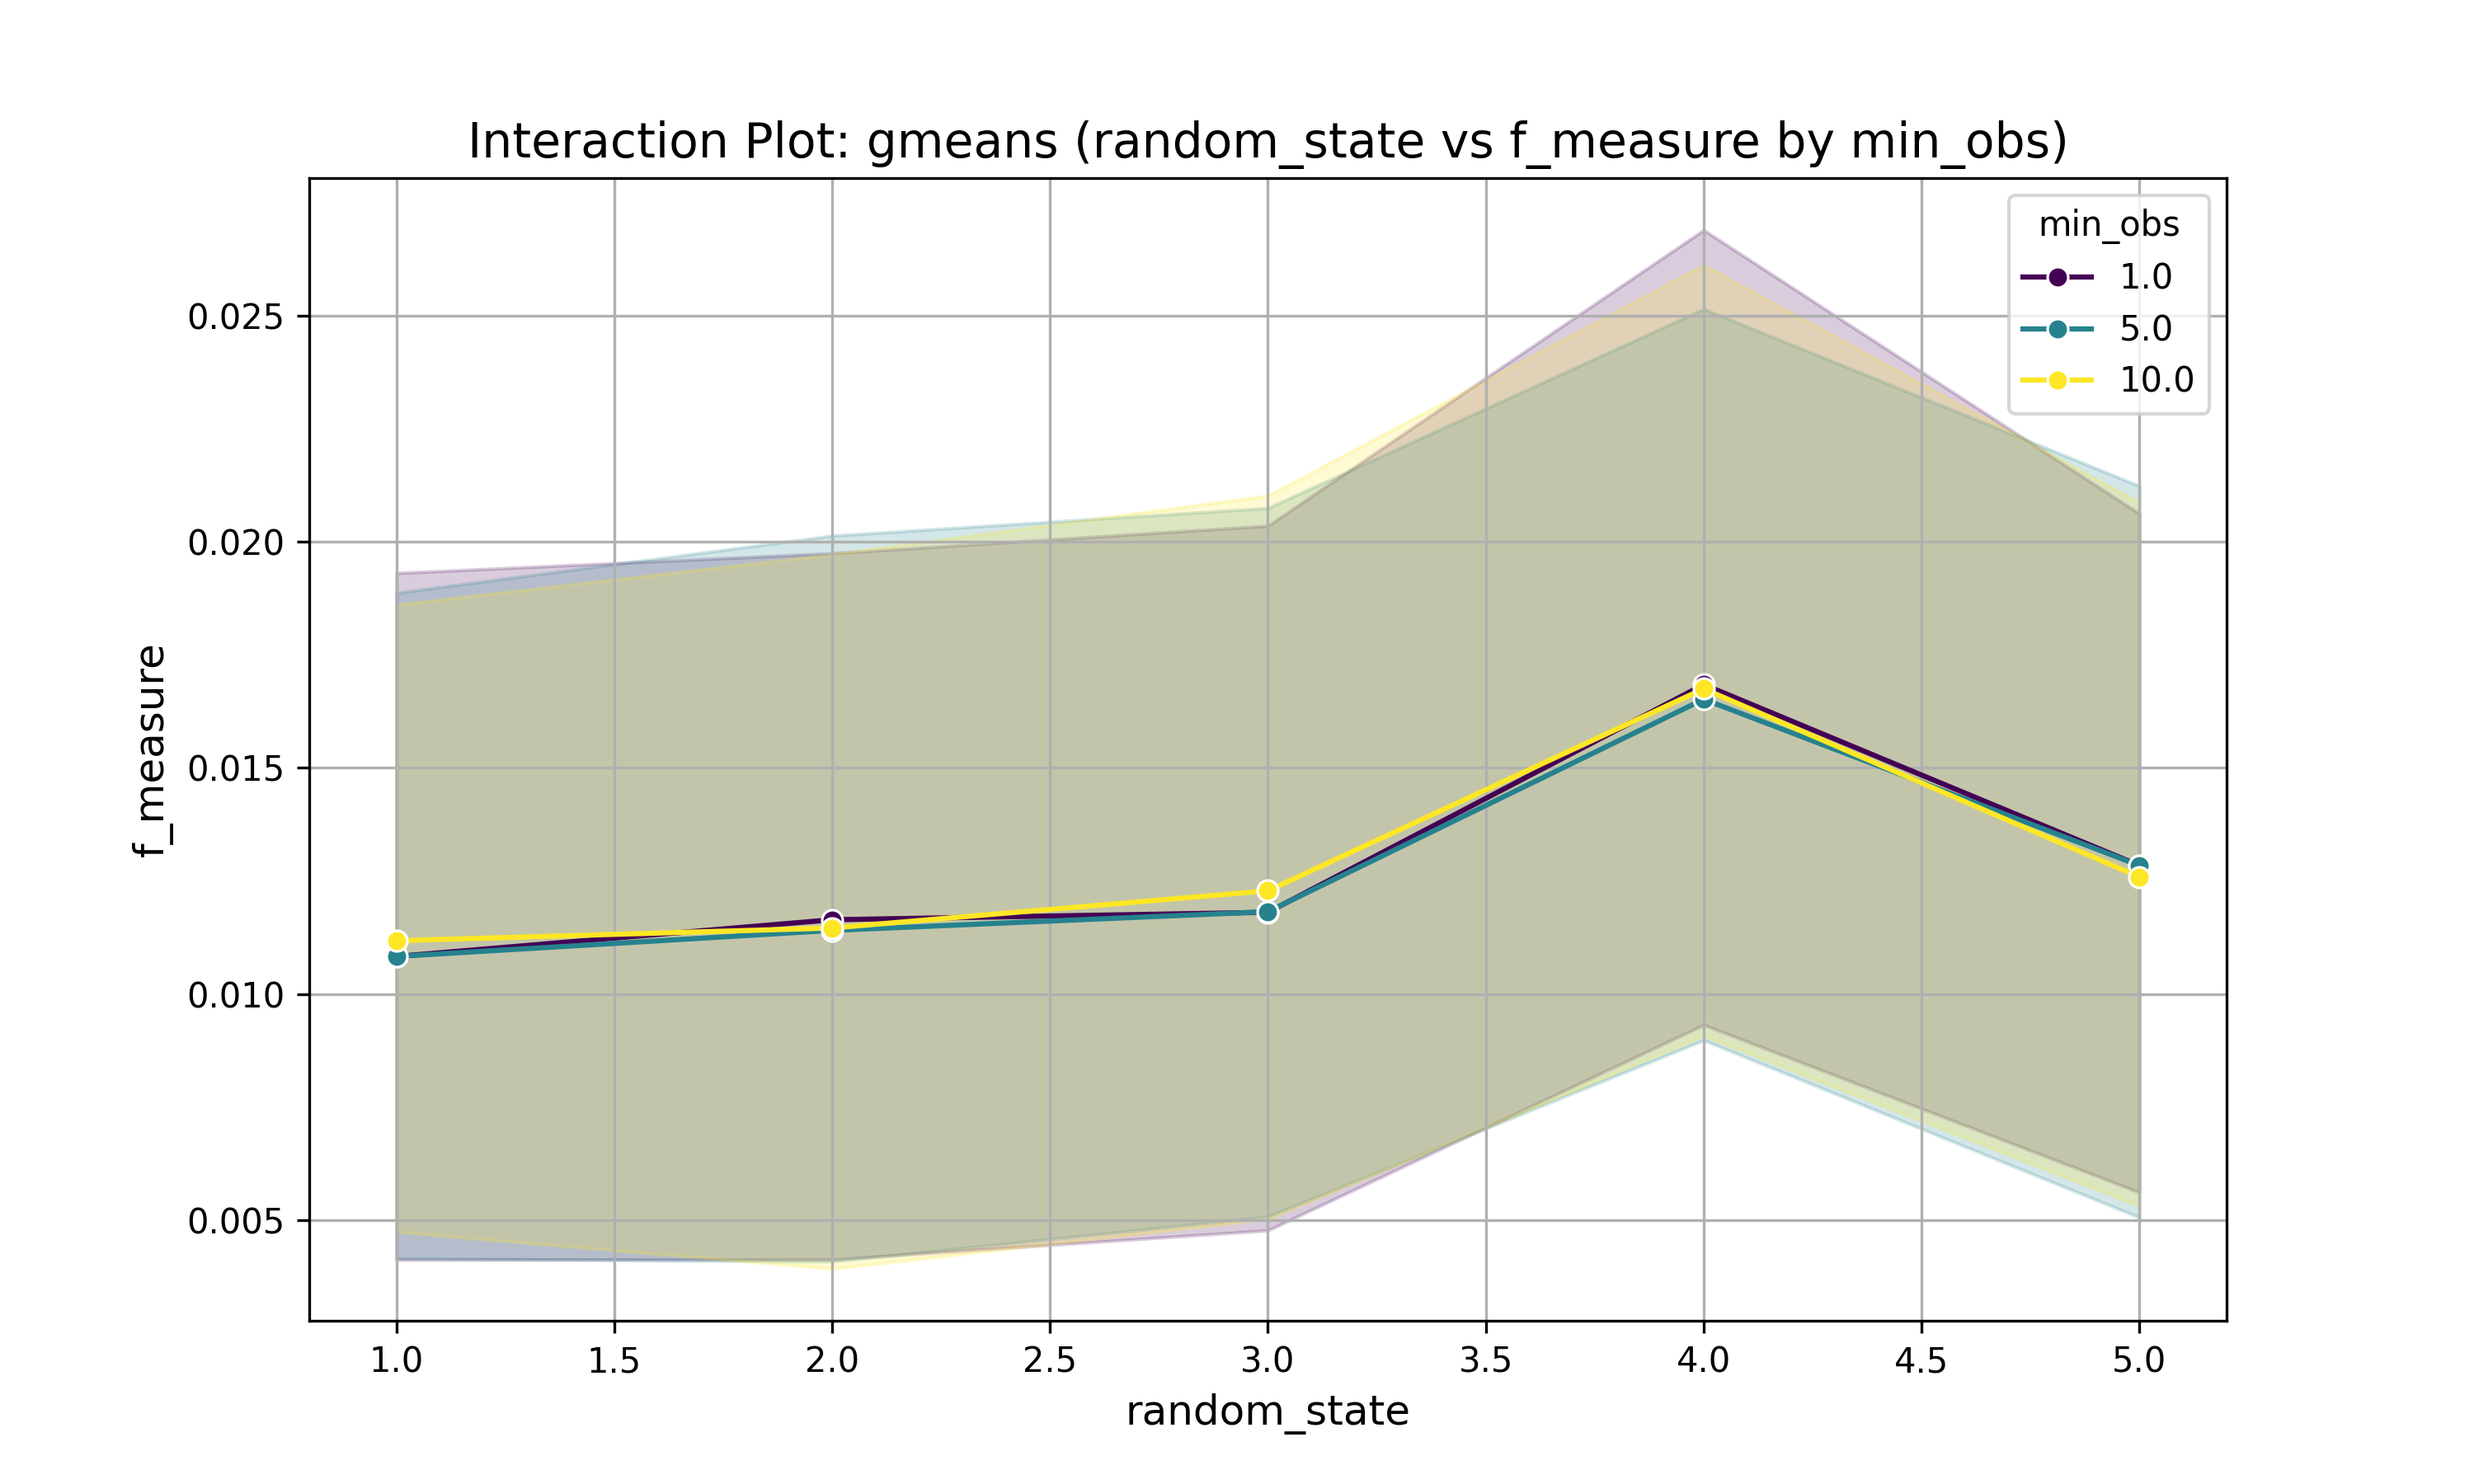 Interaction Plot: gmeans (random_state vs f_measure by min_obs)
min_obs
1.0
5.0
10.0
f_measure
0.025
0.020
0.015
0.010
0.005
1.0 1.5 2.0 2.5 3.0 3.5 4.0 4.5 5.0
random_state